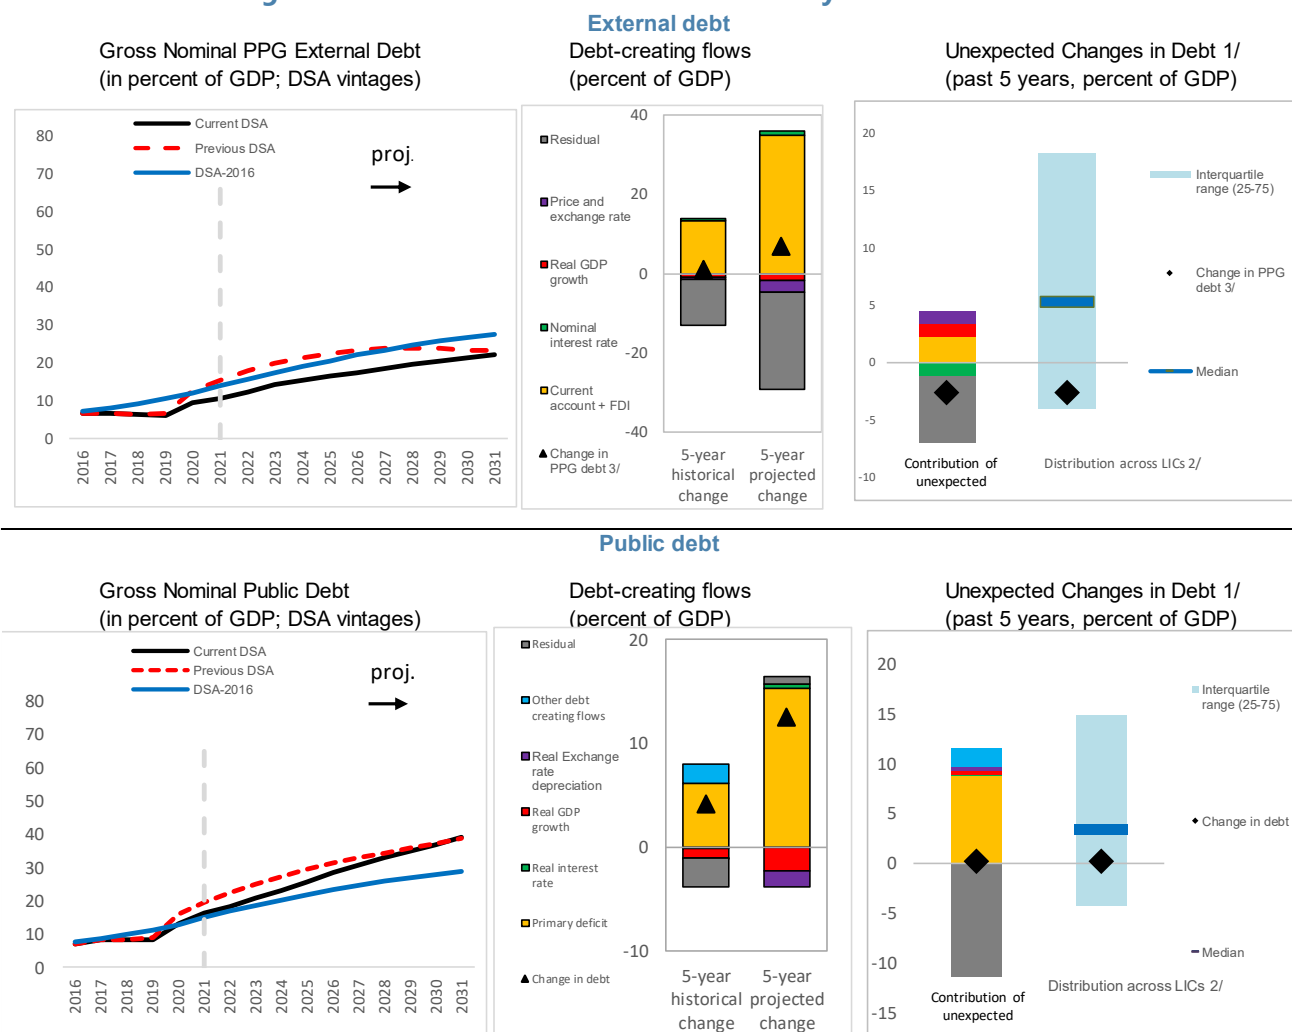 External debt
Gross Nominal PPG External Debt
(in percent of GDP; DSA vintages)
Current DSA
Previous DSA
DSA-2016
proj.
80
70
60
50
40
30
20
10
0
2016
2017
2018
2019
2020
2021
2022
2023
2024
2025
2026
2027
2028
2029
2030
2031
Debt-creating flows
(percent of GDP)
Residual
Price and
exchange rate
Real GDP
growth
Nominal
interest rate
Current
account + FDI
Change in
PPG debt 3/
40
20
0
-20
-40
5-year
historical
change
5-year
projected
change
Unexpected Changes in Debt 1/
(past 5 years, percent of GDP)
20
15
10
5
0
-5
-10
Interquartile
range (25-75)
Change in PPG
debt 3/
Median
Contribution of
unexpected
Distribution across LICs 2/
Public debt
Gross Nominal Public Debt
(in percent of GDP; DSA vintages)
Current DSA
Previous DSA
DSA-2016
proj.
80
70
60
50
40
30
20
10
0
2016
2017
2018
2019
2020
2021
2022
2023
2024
2025
2026
2027
2028
2029
2030
2031
Debt-creating flows
(percent of GDP)
Residual
Other debt
creating flows
Real Exchange
rate
depreciation
Real GDP
growth
Real interest
rate
Primary deficit
Change in debt
20
10
0
-10
5-year
historical
change
5-year
projected
change
Unexpected Changes in Debt 1/
(past 5 years, percent of GDP)
20
15
10
5
0
-5
-10
-15
Interquartile
range (25-75)
Change in debt
Median
Contribution of
unexpected
Distribution across LICs 2/